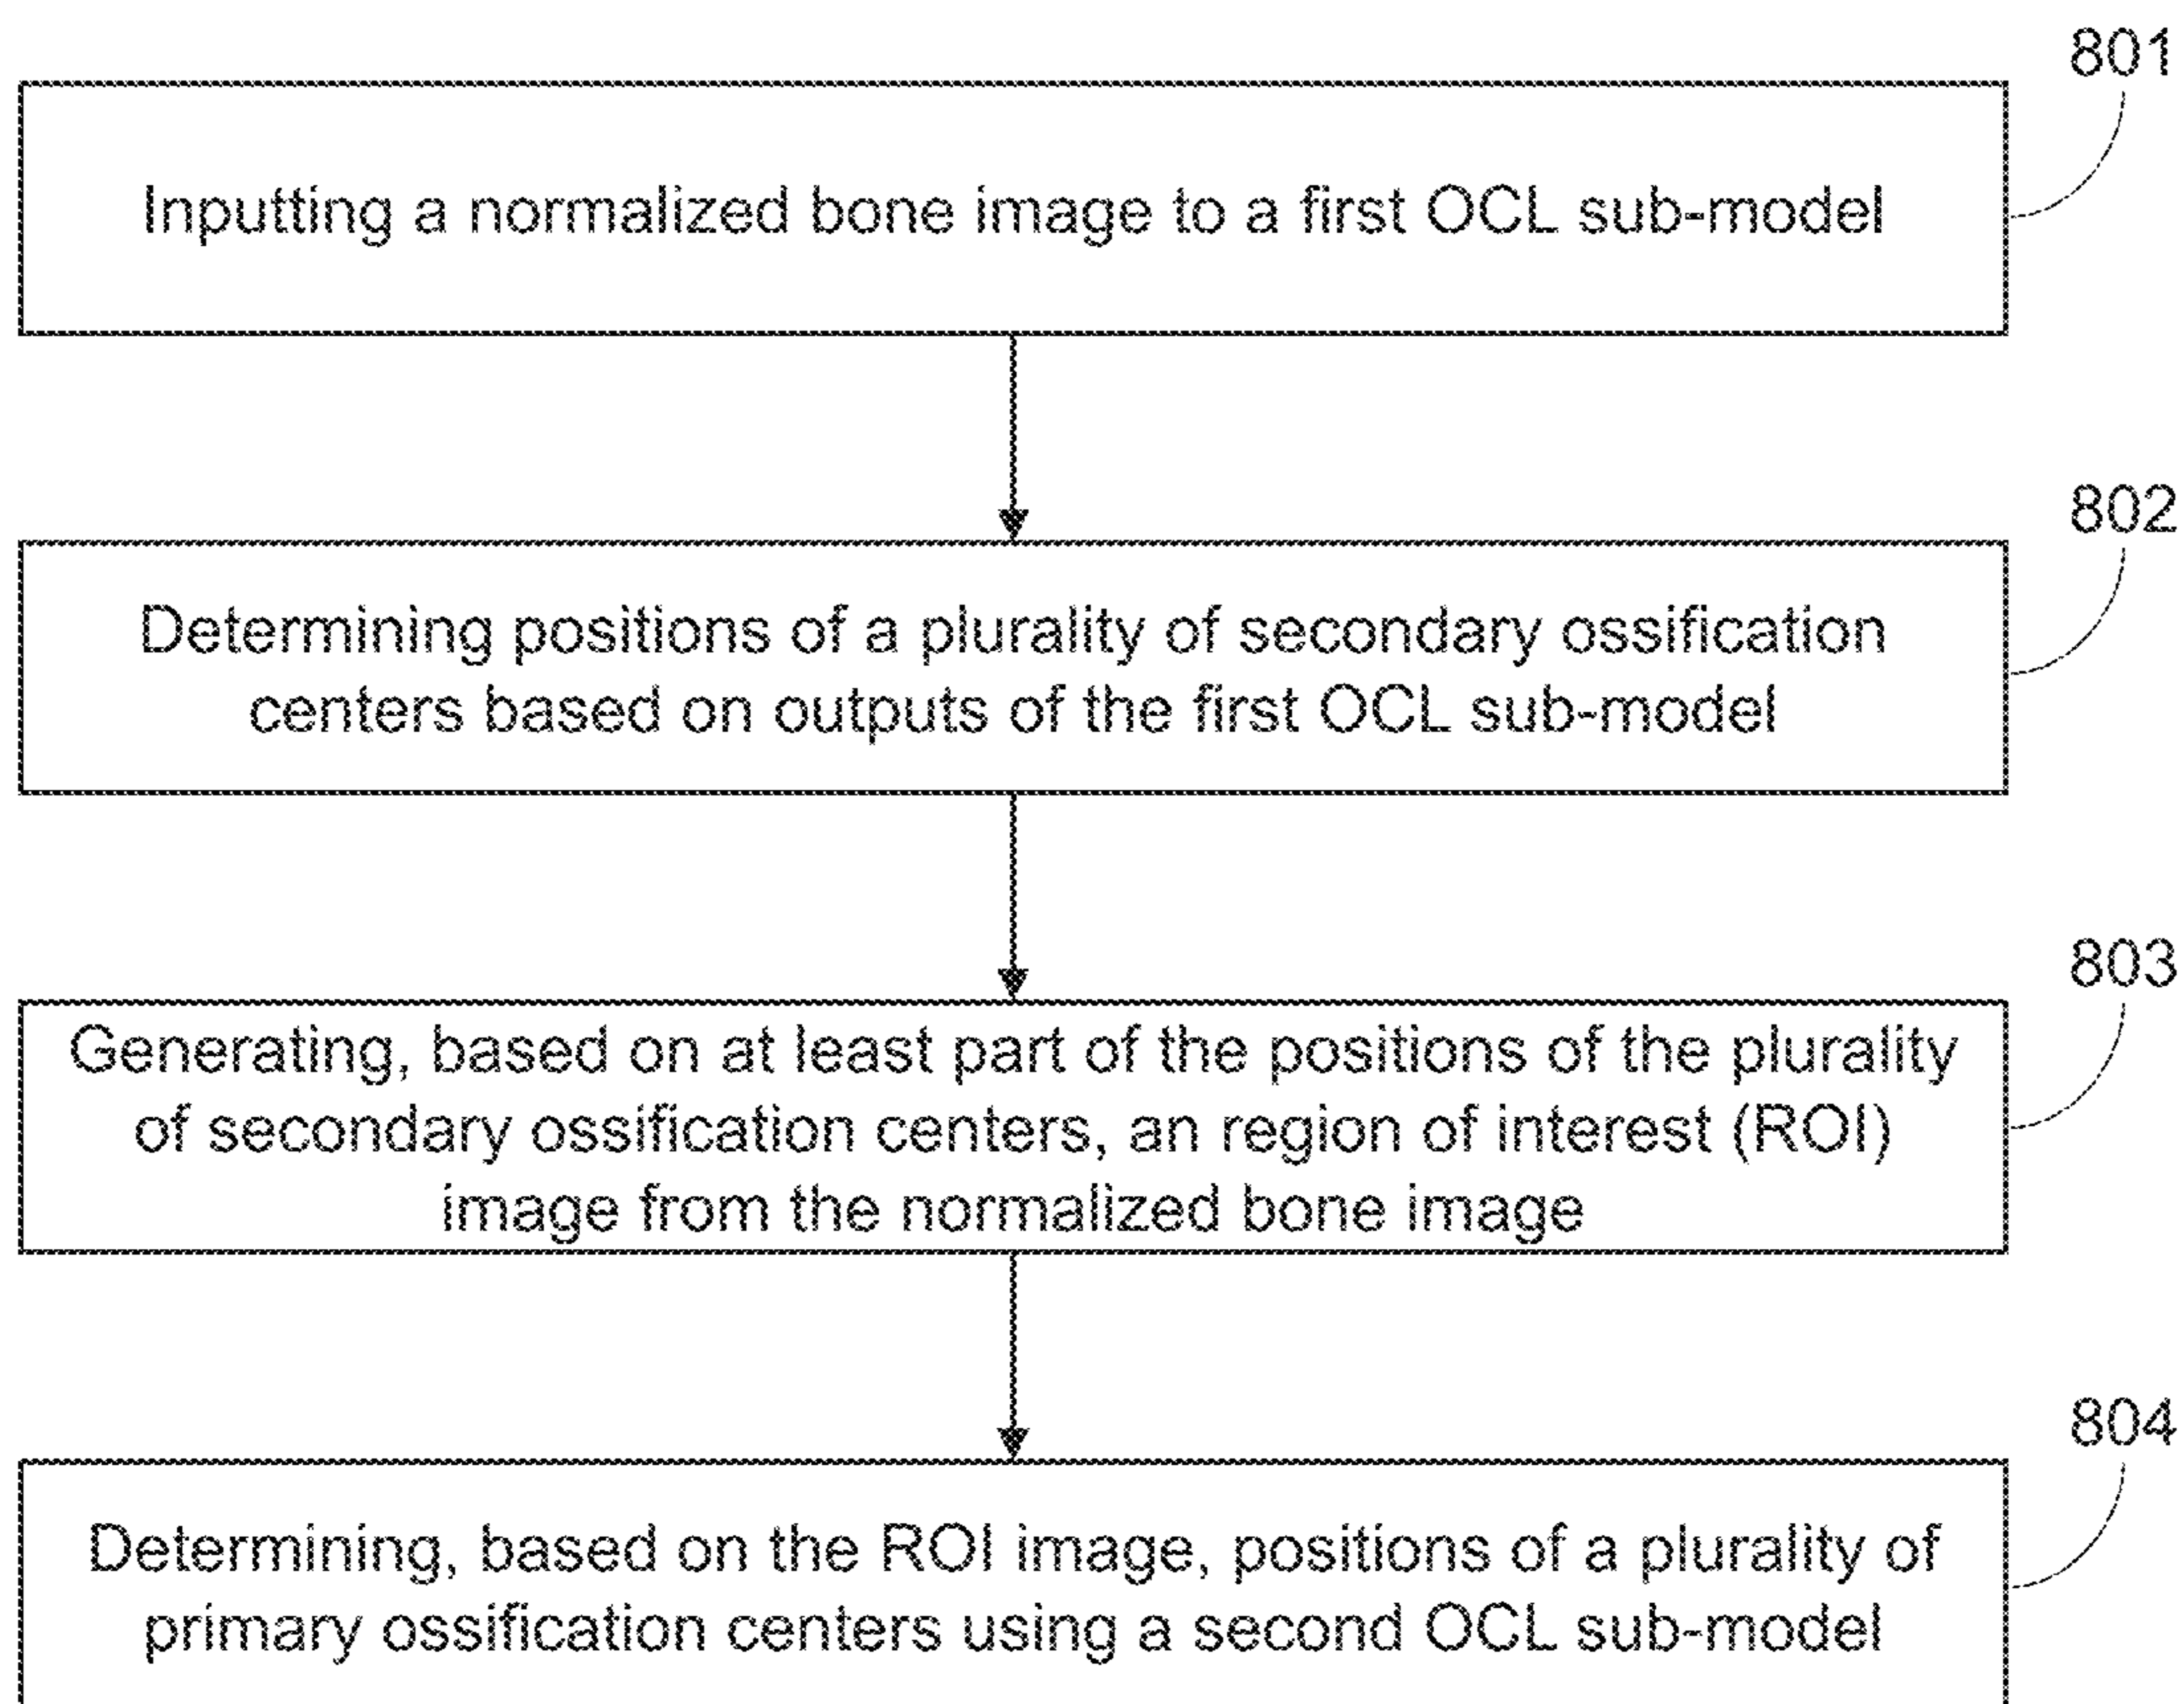 801
Inputting a normalized bone image to a first OCL sub-model
802
Determining positions of a plurality of secondary ossification
centers based on outputs of the first OCL sub-model
803
Generating, based on at least part of the positions of the plurality
of secondary ossification centers, an region of interest (ROI)
image from the normalized bone image
804
Determining, based on the ROI image, positions of a plurality of
primary ossification centers using a second OCL sub-model